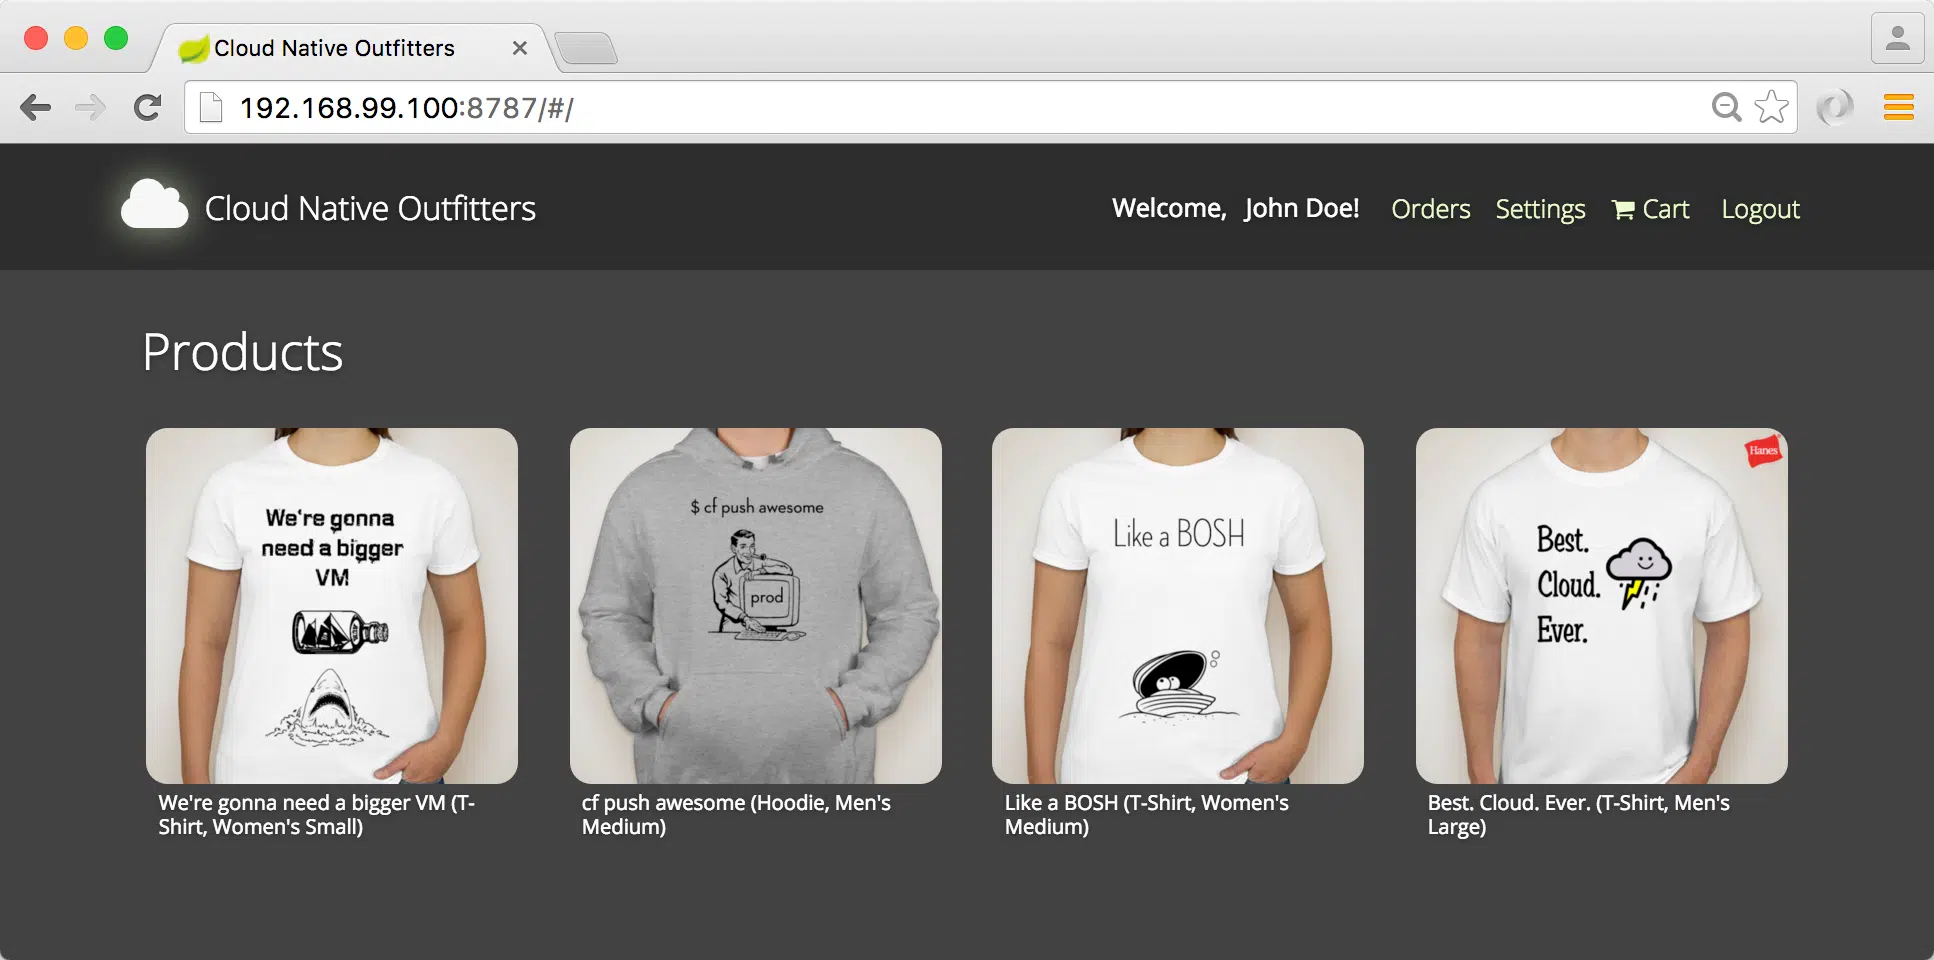 Cloud Native Outfitters
192.168.99.100:8787/#/
Cloud Native Outfitters
Welcome, John Doe! Orders Settings Cart Logout
Products
We're gonna
need a bigger
VM
$ cf push awesome
prod
Like a BOSH
Hanes
Best.
Cloud.
Ever.
We're gonna need a bigger VM (T-
Shirt, Women's Small)
cf push awesome (Hoodie, Men's
Medium)
Like a BOSH (T-Shirt, Women's
Medium)
Best. Cloud. Ever. (T-Shirt, Men's
Large)